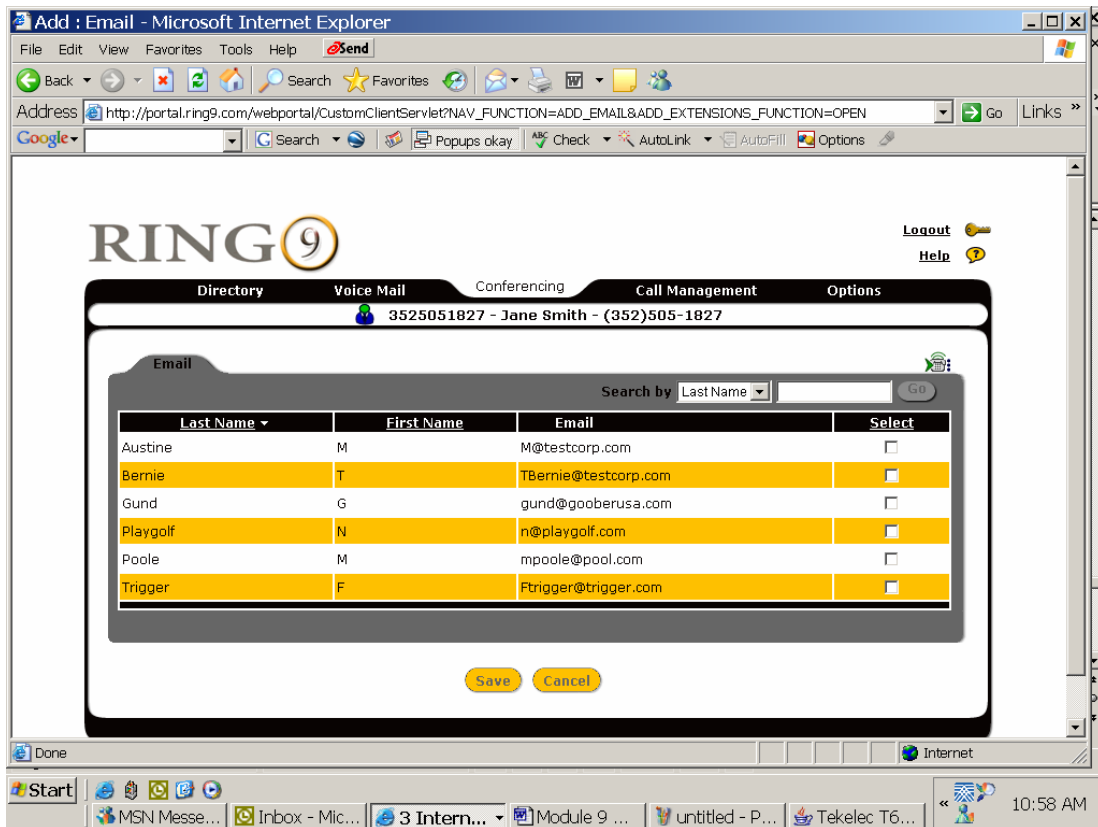 Add : Email - Microsoft Internet Explorer
File Edit View Favorites Tools Help Send
Back Search Favorites
Address http://portal.ring9.com/webportal/CustomClientServlet?NAV_FUNCTION=ADD_EMAIL&ADD_EXTENSIONS_FUNCTION=OPEN Go Links »
Google Search Popups okay ABC Check AutoLink AutoFill Options
RING 9
Logout
Help
Directory Voice Mail Conferencing Call Management Options
3525051827 - Jane Smith - (352)505-1827
Email
Search by Last Name Go
Last Name First Name Email Select
Austine M M@testcorp.com
Bernie T TBernie@testcorp.com
Gund G gund@gooberusa.com
Playgolf N n@playgolf.com
Poole M mpoole@pool.com
Trigger F Ftrigger@trigger.com
Save Cancel
Done Internet
Start MSN Messe... Inbox - Mic... 3 Intern... Module 9 ... untitled - P... Tekelec T6... « 10:58 AM